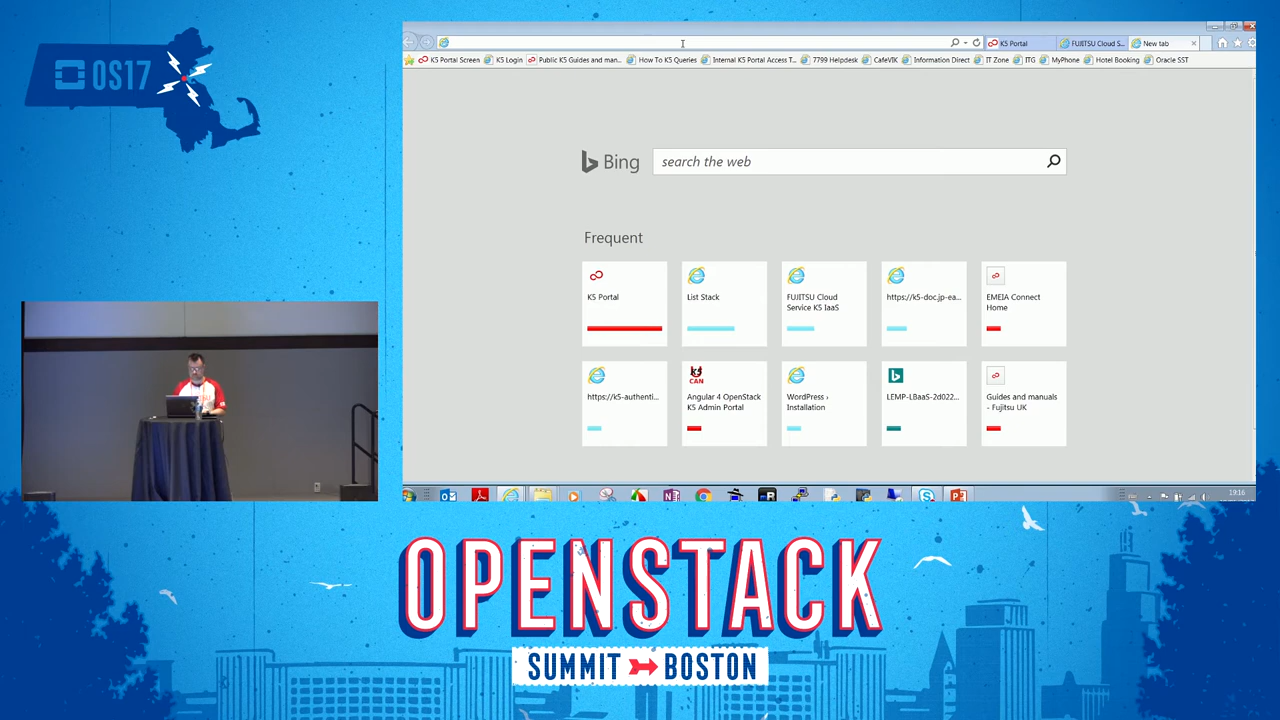 OS17
K5 Portal
FUJITSU Cloud S...
New tab
K5 Portal Screen
K5 Login
Public K5 Guides and man...
How To K5 Queries
Internal K5 Portal Access T...
7799 Helpdesk
CafeVIK
Information Direct
IT Zone
ITG
MyPhone
Hotel Booking
Oracle SST
Bing
search the web
Frequent
K5 Portal
List Stack
FUJITSU Cloud
Service K5 IaaS
https://k5-doc.jp-ea...
EMEIA Connect
Home
https://k5-authenti...
CAN
Angular 4 OpenStack
K5 Admin Portal
WordPress ›
Installation
LEMP-LBaaS-2d022...
Guides and manuals
- Fujitsu UK
19:16
OPENSTACK
SUMMIT BOSTON